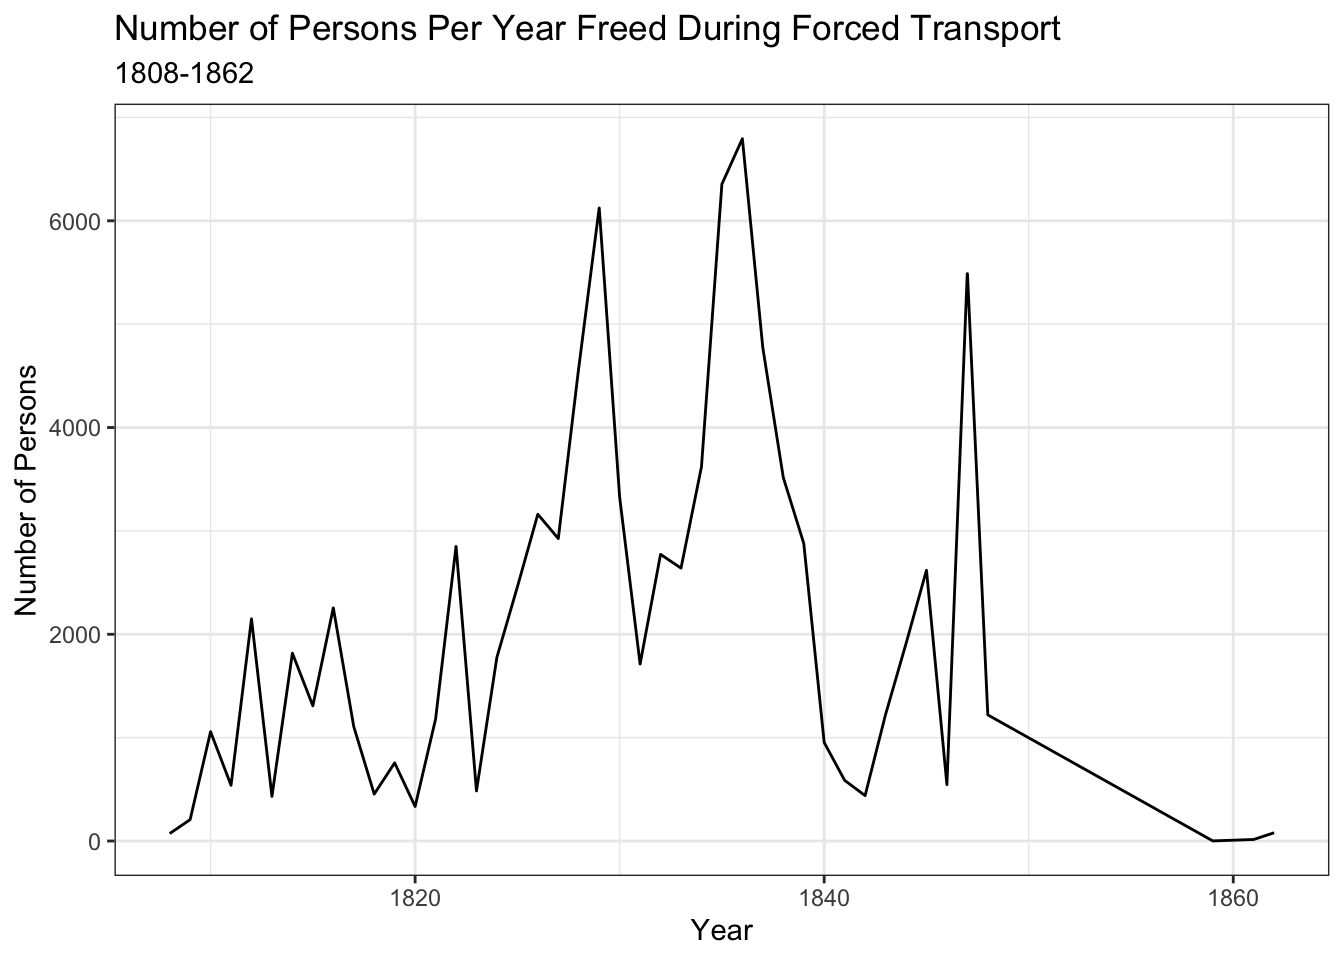 Number of Persons Per Year Freed During Forced Transport
1808-1862
Number of Persons
6000
4000
2000
0
1820
1840
1860
Year